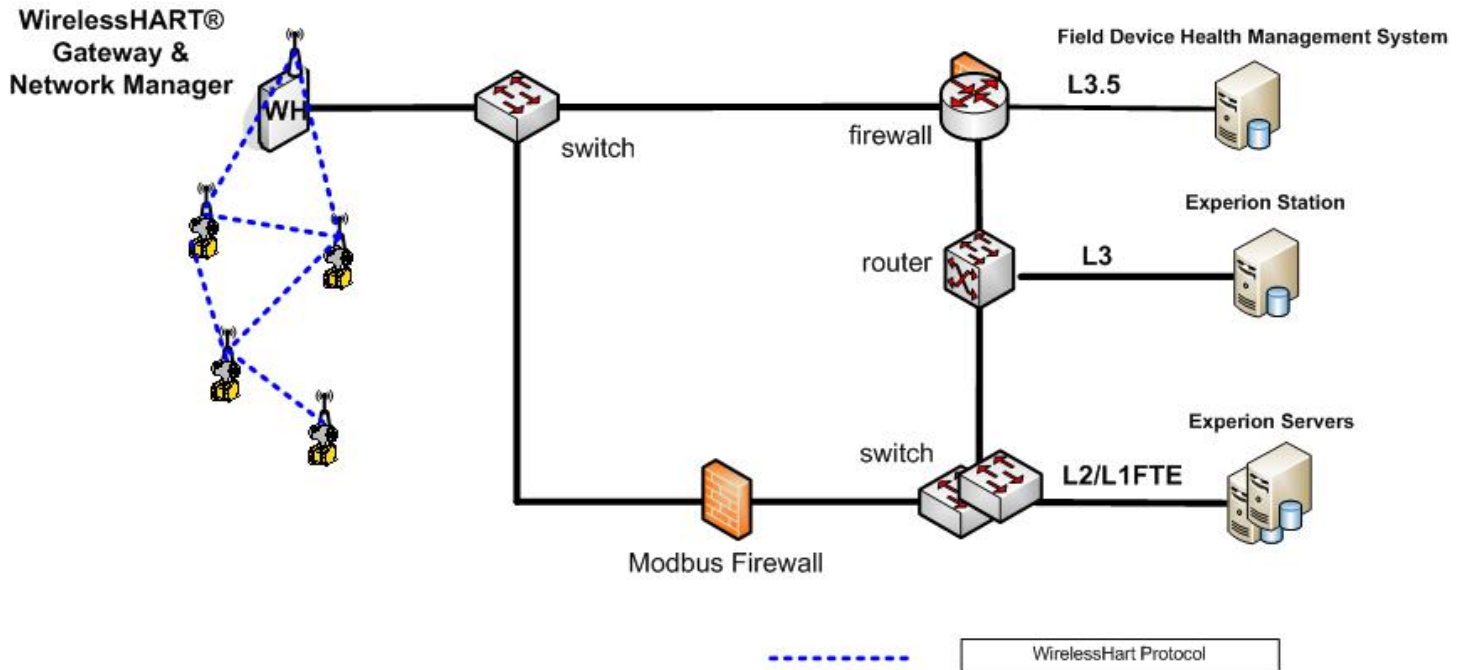 WirelessHART®
Gateway &
Network Manager
WH
switch
firewall
L3.5
Field Device Health Management System
router
L3
Experion Station
switch
L2/L1FTE
Experion Servers
Modbus Firewall
WirelessHart Protocol